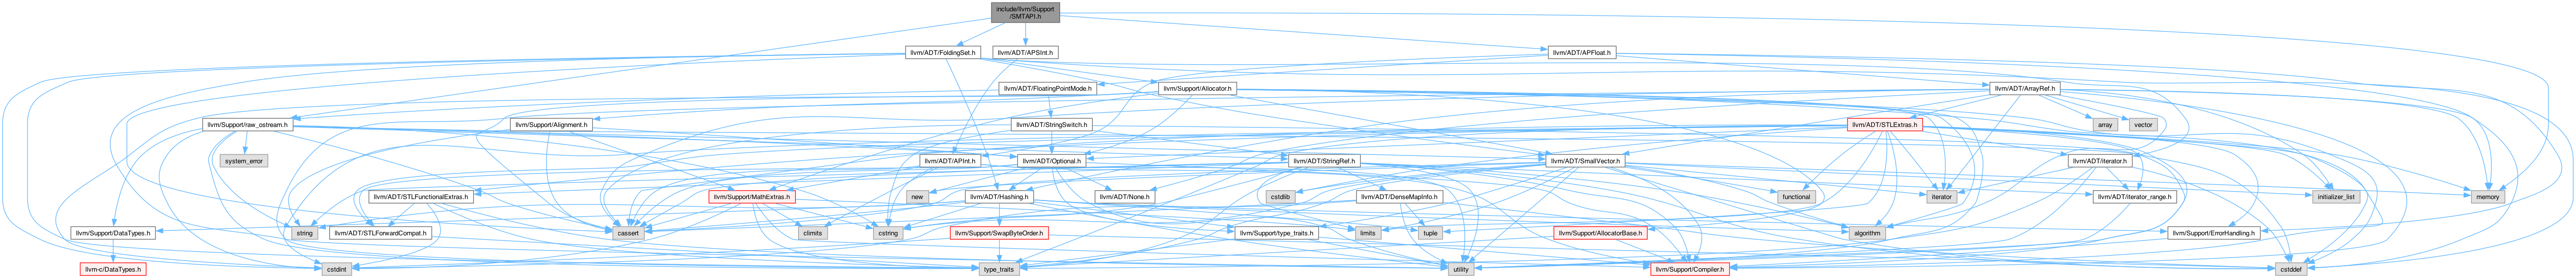 include/llvm/Support
/SMTAPI.h
llvm/ADT/FoldingSet.h
llvm/ADT/APSInt.h
llvm/ADT/APFloat.h
llvm/ADT/FloatingPointMode.h
llvm/Support/Allocator.h
llvm/ADT/ArrayRef.h
llvm/Support/raw_ostream.h
llvm/Support/Alignment.h
llvm/ADT/StringSwitch.h
llvm/ADT/STLExtras.h
array
vector
system_error
llvm/ADT/APInt.h
llvm/ADT/Optional.h
llvm/ADT/StringRef.h
llvm/ADT/SmallVector.h
llvm/ADT/iterator.h
llvm/ADT/STLFunctionalExtras.h
llvm/Support/MathExtras.h
new
llvm/ADT/Hashing.h
llvm/ADT/None.h
cstdlib
llvm/ADT/DenseMapInfo.h
functional
iterator
llvm/ADT/iterator_range.h
initializer_list
memory
llvm/Support/DataTypes.h
string
llvm/ADT/STLForwardCompat.h
cassert
climits
cstring
llvm/Support/SwapByteOrder.h
llvm/Support/type_traits.h
limits
tuple
llvm/Support/AllocatorBase.h
algorithm
llvm/Support/ErrorHandling.h
llvm-c/DataTypes.h
cstdint
type_traits
utility
llvm/Support/Compiler.h
cstddef